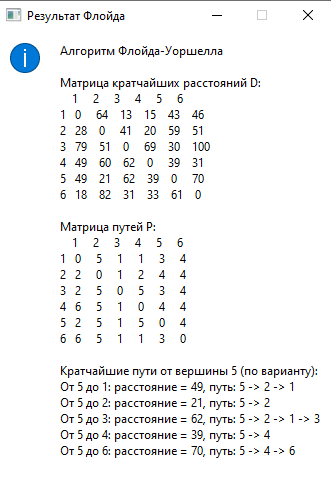 Результат Флойда
Алгоритм Флойда-Уоршелла
Матрица кратчайших расстояний D:
1 2 3 4 5 6
1 0 64 13 15 43 46
2 28 0 41 20 59 51
3 79 51 0 69 30 100
4 49 60 62 0 39 31
5 49 21 62 39 0 70
6 18 82 31 33 61 0
Матрица путей P:
1 2 3 4 5 6
1 0 5 1 1 3 4
2 2 0 1 2 4 4
3 2 5 0 5 3 4
4 6 5 1 0 4 4
5 2 5 1 5 0 4
6 6 5 1 1 3 0
Кратчайшие пути от вершины 5 (по варианту):
От 5 до 1: расстояние = 49, путь: 5 -> 2 -> 1
От 5 до 2: расстояние = 21, путь: 5 -> 2
От 5 до 3: расстояние = 62, путь: 5 -> 2 -> 1 -> 3
От 5 до 4: расстояние = 39, путь: 5 -> 4
От 5 до 6: расстояние = 70, путь: 5 -> 4 -> 6